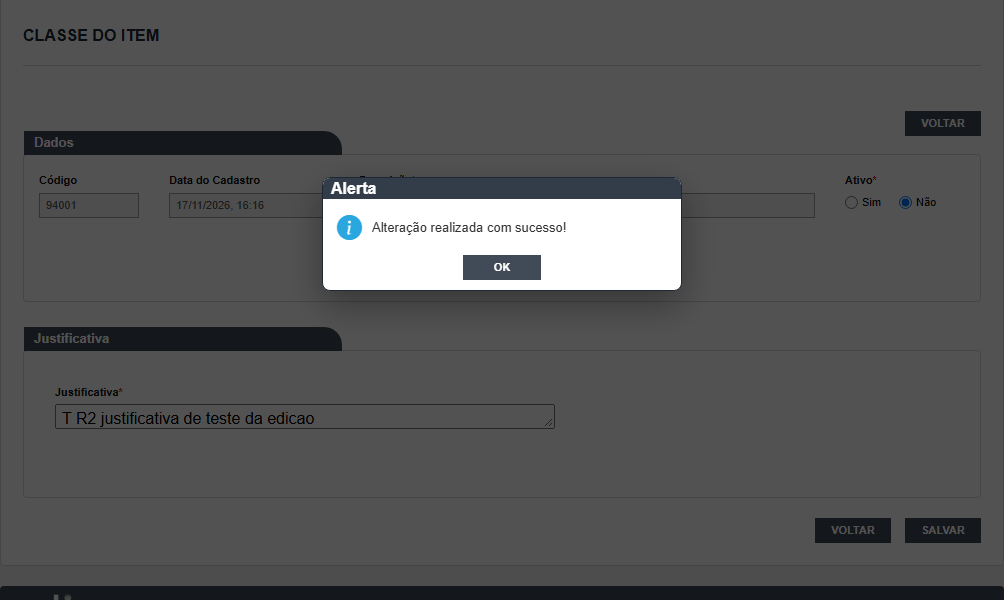 CLASSE DO ITEM
VOLTAR
Dados
Código
Data do Cadastro
Ativo*
94001
17/11/2026, 16:16
Sim
Não
Alerta
Alteração realizada com sucesso!
OK
Justificativa
Justificativa*
T R2 justificativa de teste da edicao
VOLTAR
SALVAR